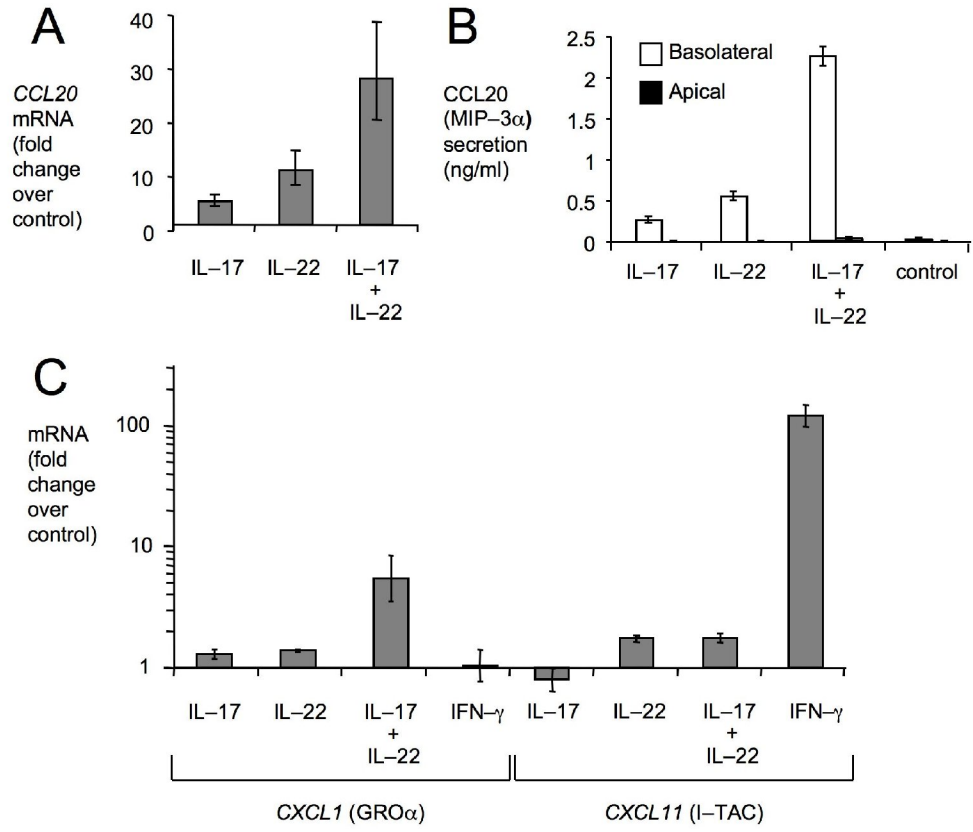 A
CCL20
mRNA
(fold
change
over
control)
40
30
20
10
0
IL–17
IL–22
IL–17
+
IL–22
B
CCL20
(MIP–3α)
secretion
(ng/ml)
2.5
2
1.5
1
0.5
0
Basolateral
Apical
IL–17
IL–22
IL–17
+
IL–22
control
C
mRNA
(fold
change
over
control)
100
10
1
IL–17
IL–22
IL–17
+
IL–22
IFN–γ
IL–17
IL–22
IL–17
+
IL–22
IFN–γ
CXCL1 (GROα)
CXCL11 (I–TAC)